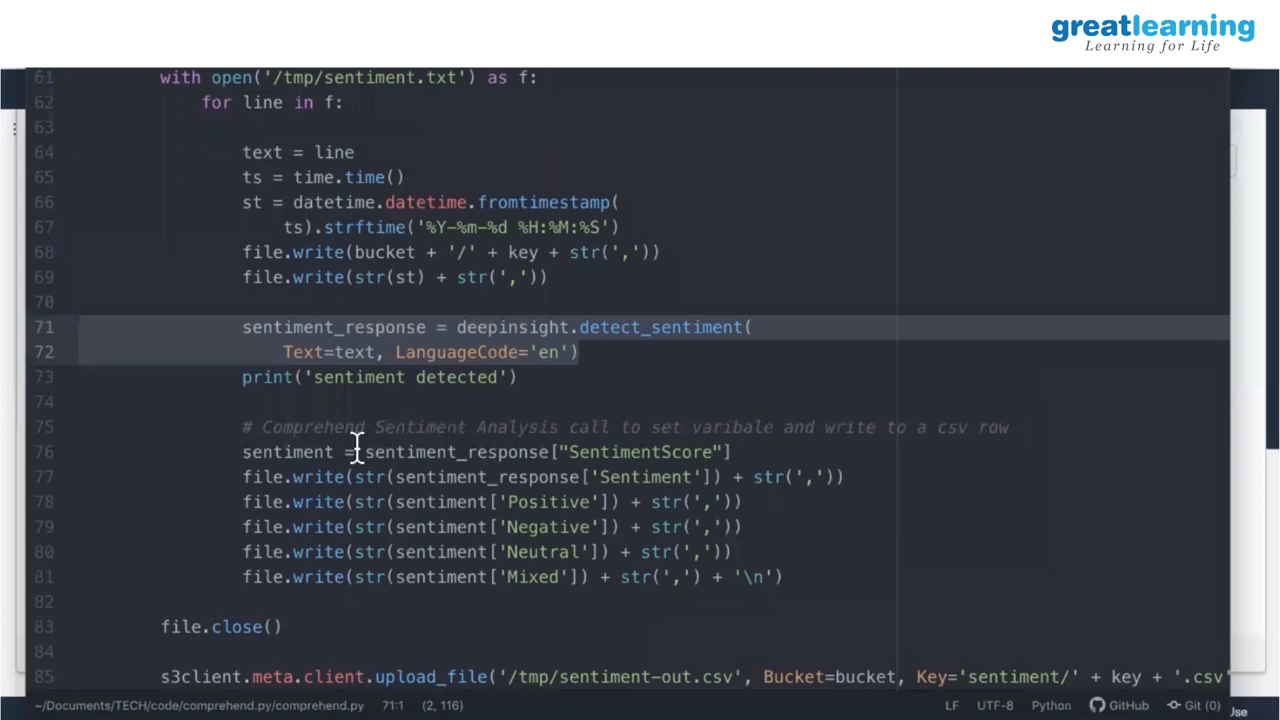 greatlearning
Learning for Life
61 with open('/tmp/sentiment.txt') as f:
62 for line in f:
63
64 text = line
65 ts = time.time()
66 st = datetime.datetime.fromtimestamp(
67 ts).strftime('%Y-%m-%d %H:%M:%S')
68 file.write(bucket + '/' + key + str(','))
69 file.write(str(st) + str(','))
70
71 sentiment_response = deepinsight.detect_sentiment(
72 Text=text, LanguageCode='en')
73 print('sentiment detected')
74
75 # Comprehend Sentiment Analysis call to set varibale and write to a csv row
76 sentiment = sentiment_response["SentimentScore"]
77 file.write(str(sentiment_response['Sentiment']) + str(','))
78 file.write(str(sentiment['Positive']) + str(','))
79 file.write(str(sentiment['Negative']) + str(','))
80 file.write(str(sentiment['Neutral']) + str(','))
81 file.write(str(sentiment['Mixed']) + str(',') + '\n')
82
83 file.close()
84
85 s3client.meta.client.upload_file('/tmp/sentiment-out.csv', Bucket=bucket, Key='sentiment/' + key + '.csv'
~/Documents/TECH/code/comprehend.py/comprehend.py 71:1 (2, 116) LF UTF-8 Python GitHub Git (0)
Use